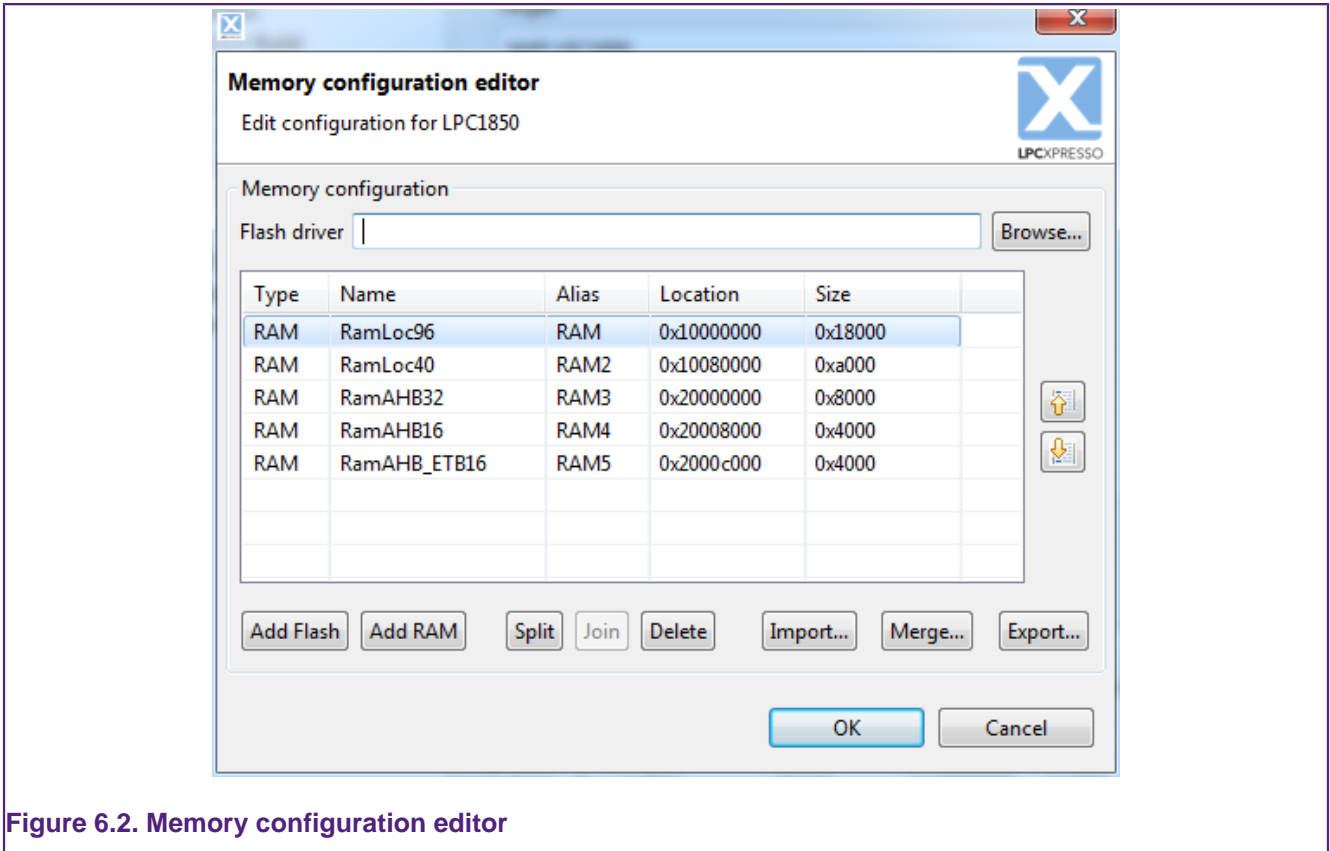 X
Memory configuration editor
Edit configuration for LPC1850
LPCXPRESSO
Memory configuration
Flash driver Browse...
Type Name Alias Location Size
RAM RamLoc96 RAM 0x10000000 0x18000
RAM RamLoc40 RAM2 0x10080000 0xa000
RAM RamAHB32 RAM3 0x20000000 0x8000
RAM RamAHB16 RAM4 0x20008000 0x4000
RAM RamAHB_ETB16 RAM5 0x2000c000 0x4000
Add Flash Add RAM Split Join Delete Import... Merge... Export...
OK Cancel
Figure 6.2. Memory configuration editor